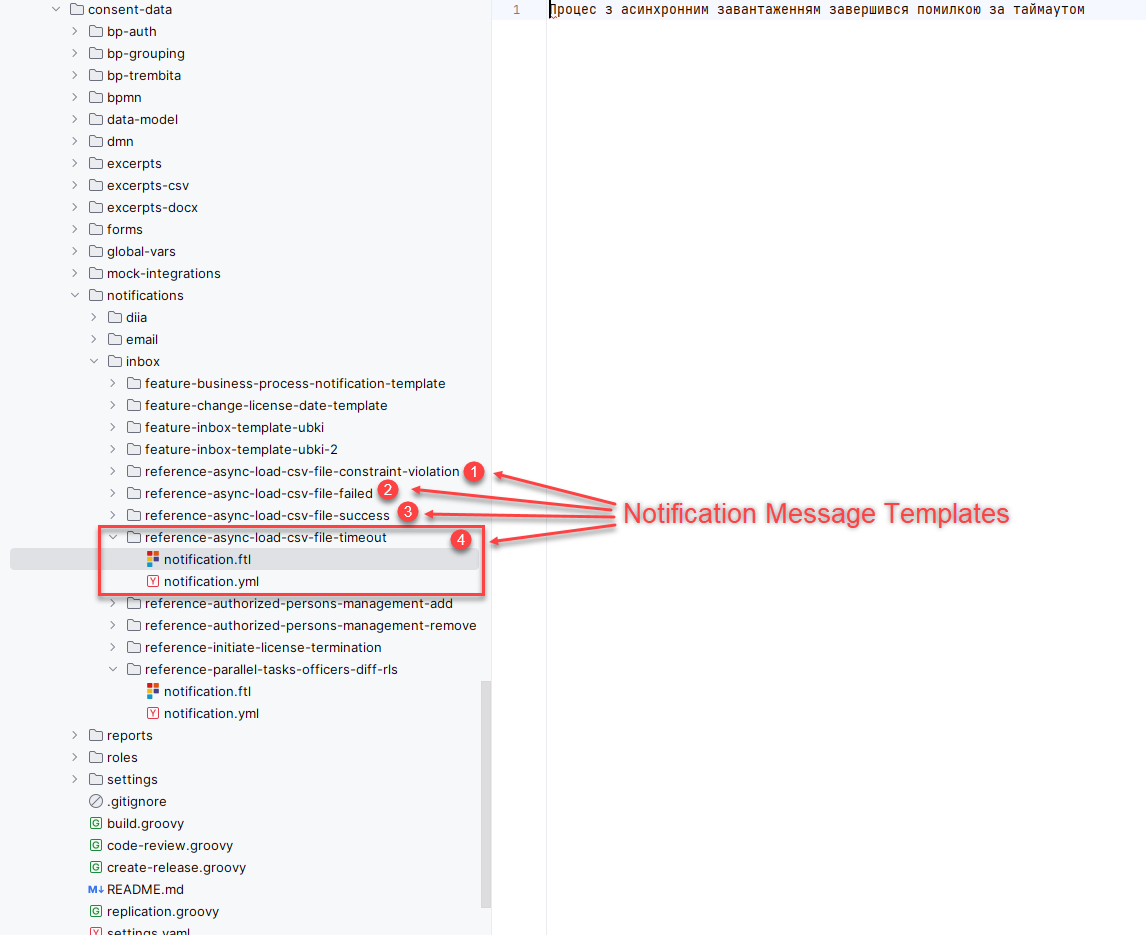 consent-data
bp-auth
bp-grouping
bp-trembita
bpmn
data-model
dmn
excerpts
excerpts-csv
excerpts-docx
forms
global-vars
mock-integrations
notifications
diia
email
inbox
feature-business-process-notification-template
feature-change-license-date-template
feature-inbox-template-ubki
feature-inbox-template-ubki-2
reference-async-load-csv-file-constraint-violation 1
reference-async-load-csv-file-failed 2
reference-async-load-csv-file-success 3
reference-async-load-csv-file-timeout 4
notification.ftl
Y notification.yml
reference-authorized-persons-management-add
reference-authorized-persons-management-remove
reference-initiate-license-termination
reference-parallel-tasks-officers-diff-rls
notification.ftl
Y notification.yml
reports
roles
settings
.gitignore
G build.groovy
G code-review.groovy
G create-release.groovy
M↓ README.md
G replication.groovy
Y settings.yaml
1 Процес з асинхронним завантаженням завершився помилкою за таймаутом
Notification Message Templates